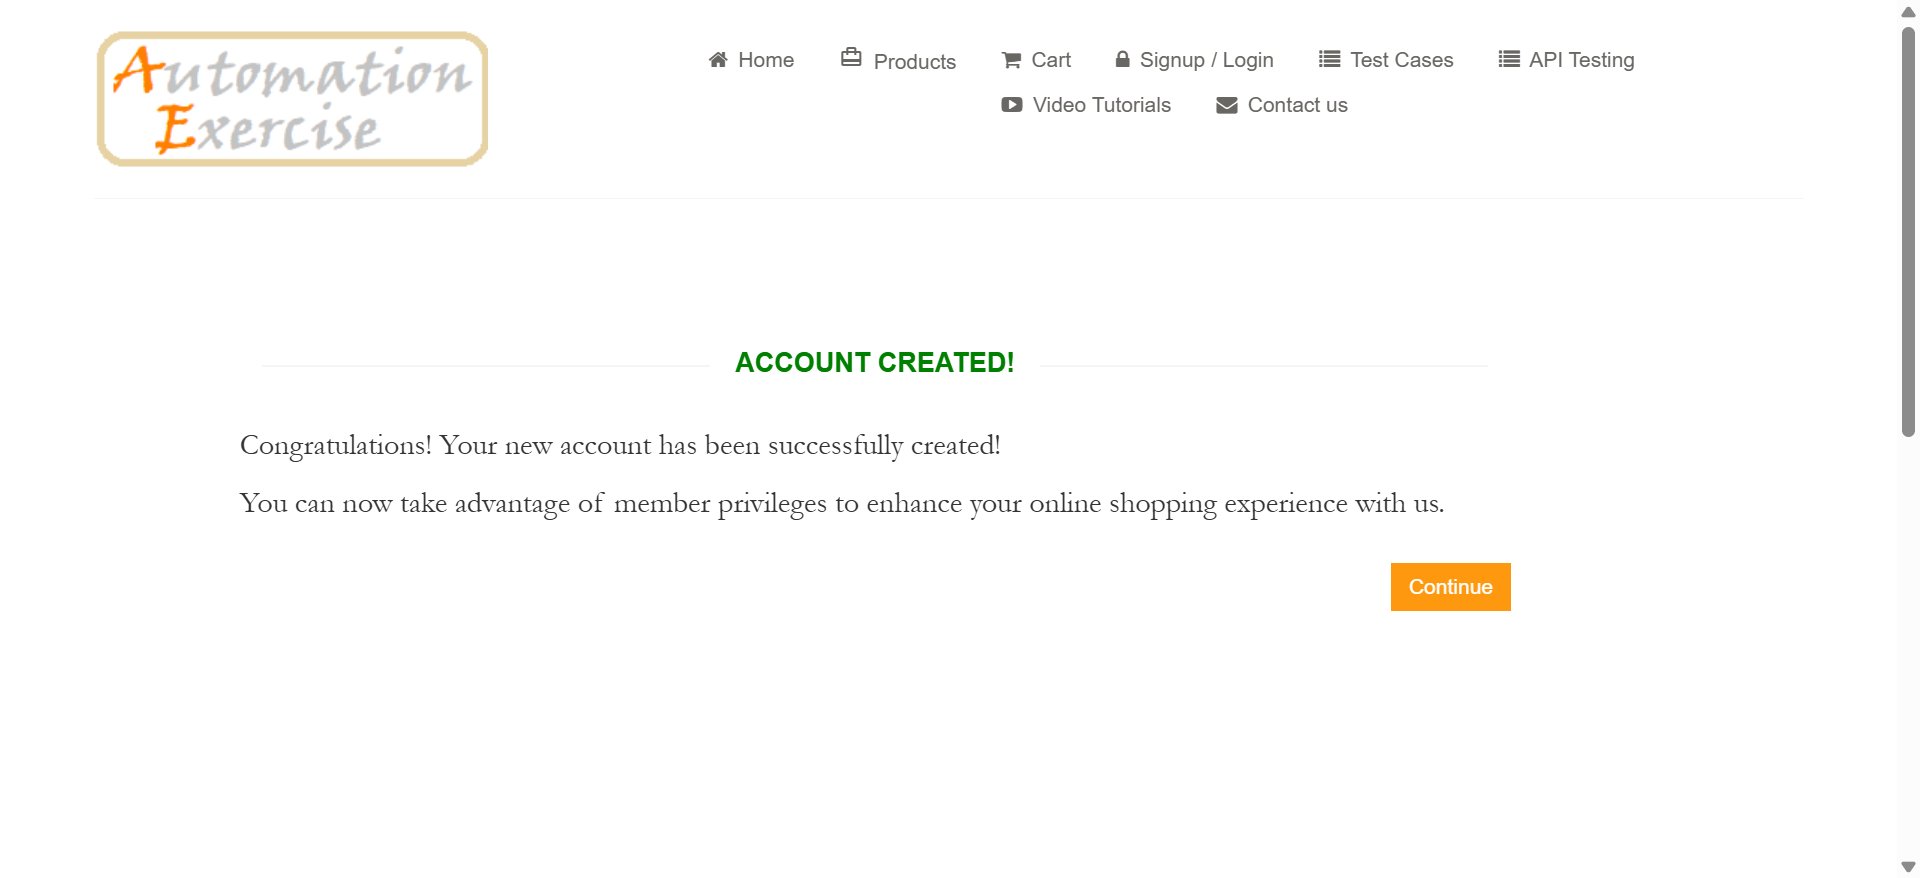 Automation
Exercise
Home Products Cart Signup / Login Test Cases API Testing
Video Tutorials Contact us
ACCOUNT CREATED!
Congratulations! Your new account has been successfully created!
You can now take advantage of member privileges to enhance your online shopping experience with us.
Continue